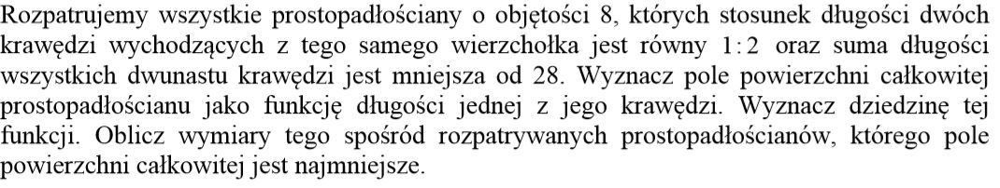 Rozpatrujemy wszystkie prostopadłościany o objętości 8, których stosunek długości dwóch
krawędzi wychodzących z tego samego wierzchołka jest równy 1:2 oraz suma długości
wszystkich dwunastu krawędzi jest mniejsza od 28. Wyznacz pole powierzchni całkowitej
prostopadłościanu jako funkcję długości jednej z jego krawędzi. Wyznacz dziedzinę tej
funkcji. Oblicz wymiary tego spośród rozpatrywanych prostopadłościanów, którego pole
powierzchni całkowitej jest najmniejsze.